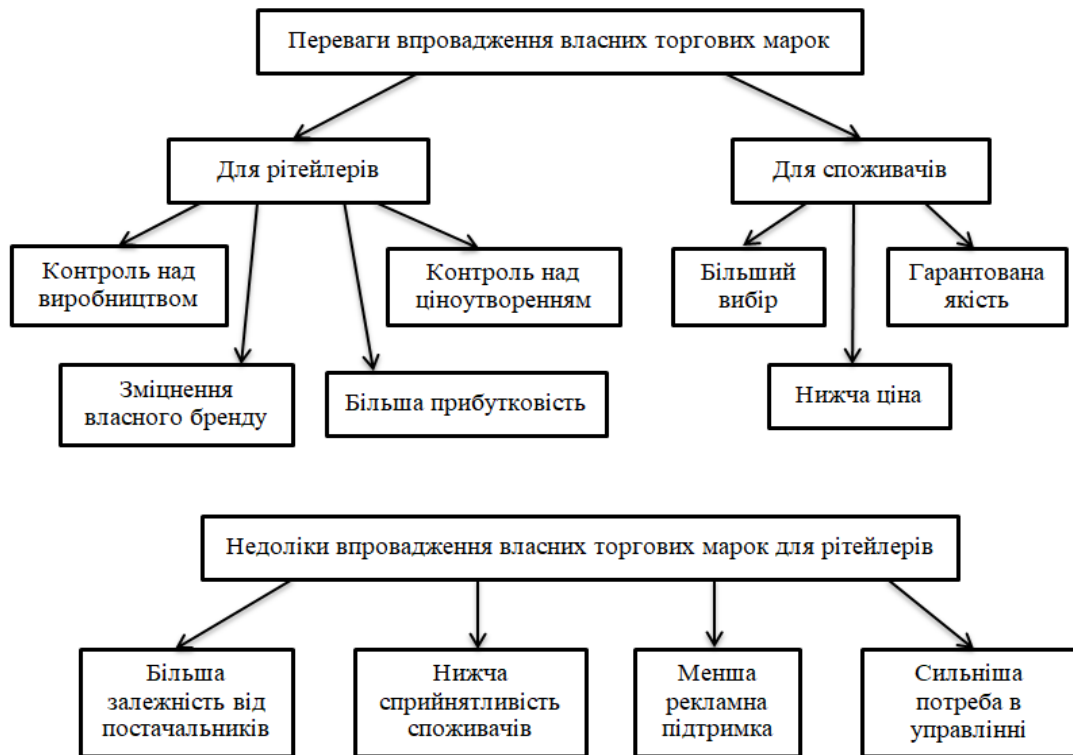 Переваги впровадження власних торгових марок
Для рітейлерів
Для споживачів
Контроль над
виробництвом
Контроль над
ціноутворенням
Більший
вибір
Гарантована
якість
Зміцнення
власного бренду
Більша прибутковість
Нижча ціна
Недоліки впровадження власних торгових марок для рітейлерів
Більша
залежність від
постачальників
Нижча
сприйнятливість
споживачів
Менша
рекламна
підтримка
Сильніша
потреба в
управлінні